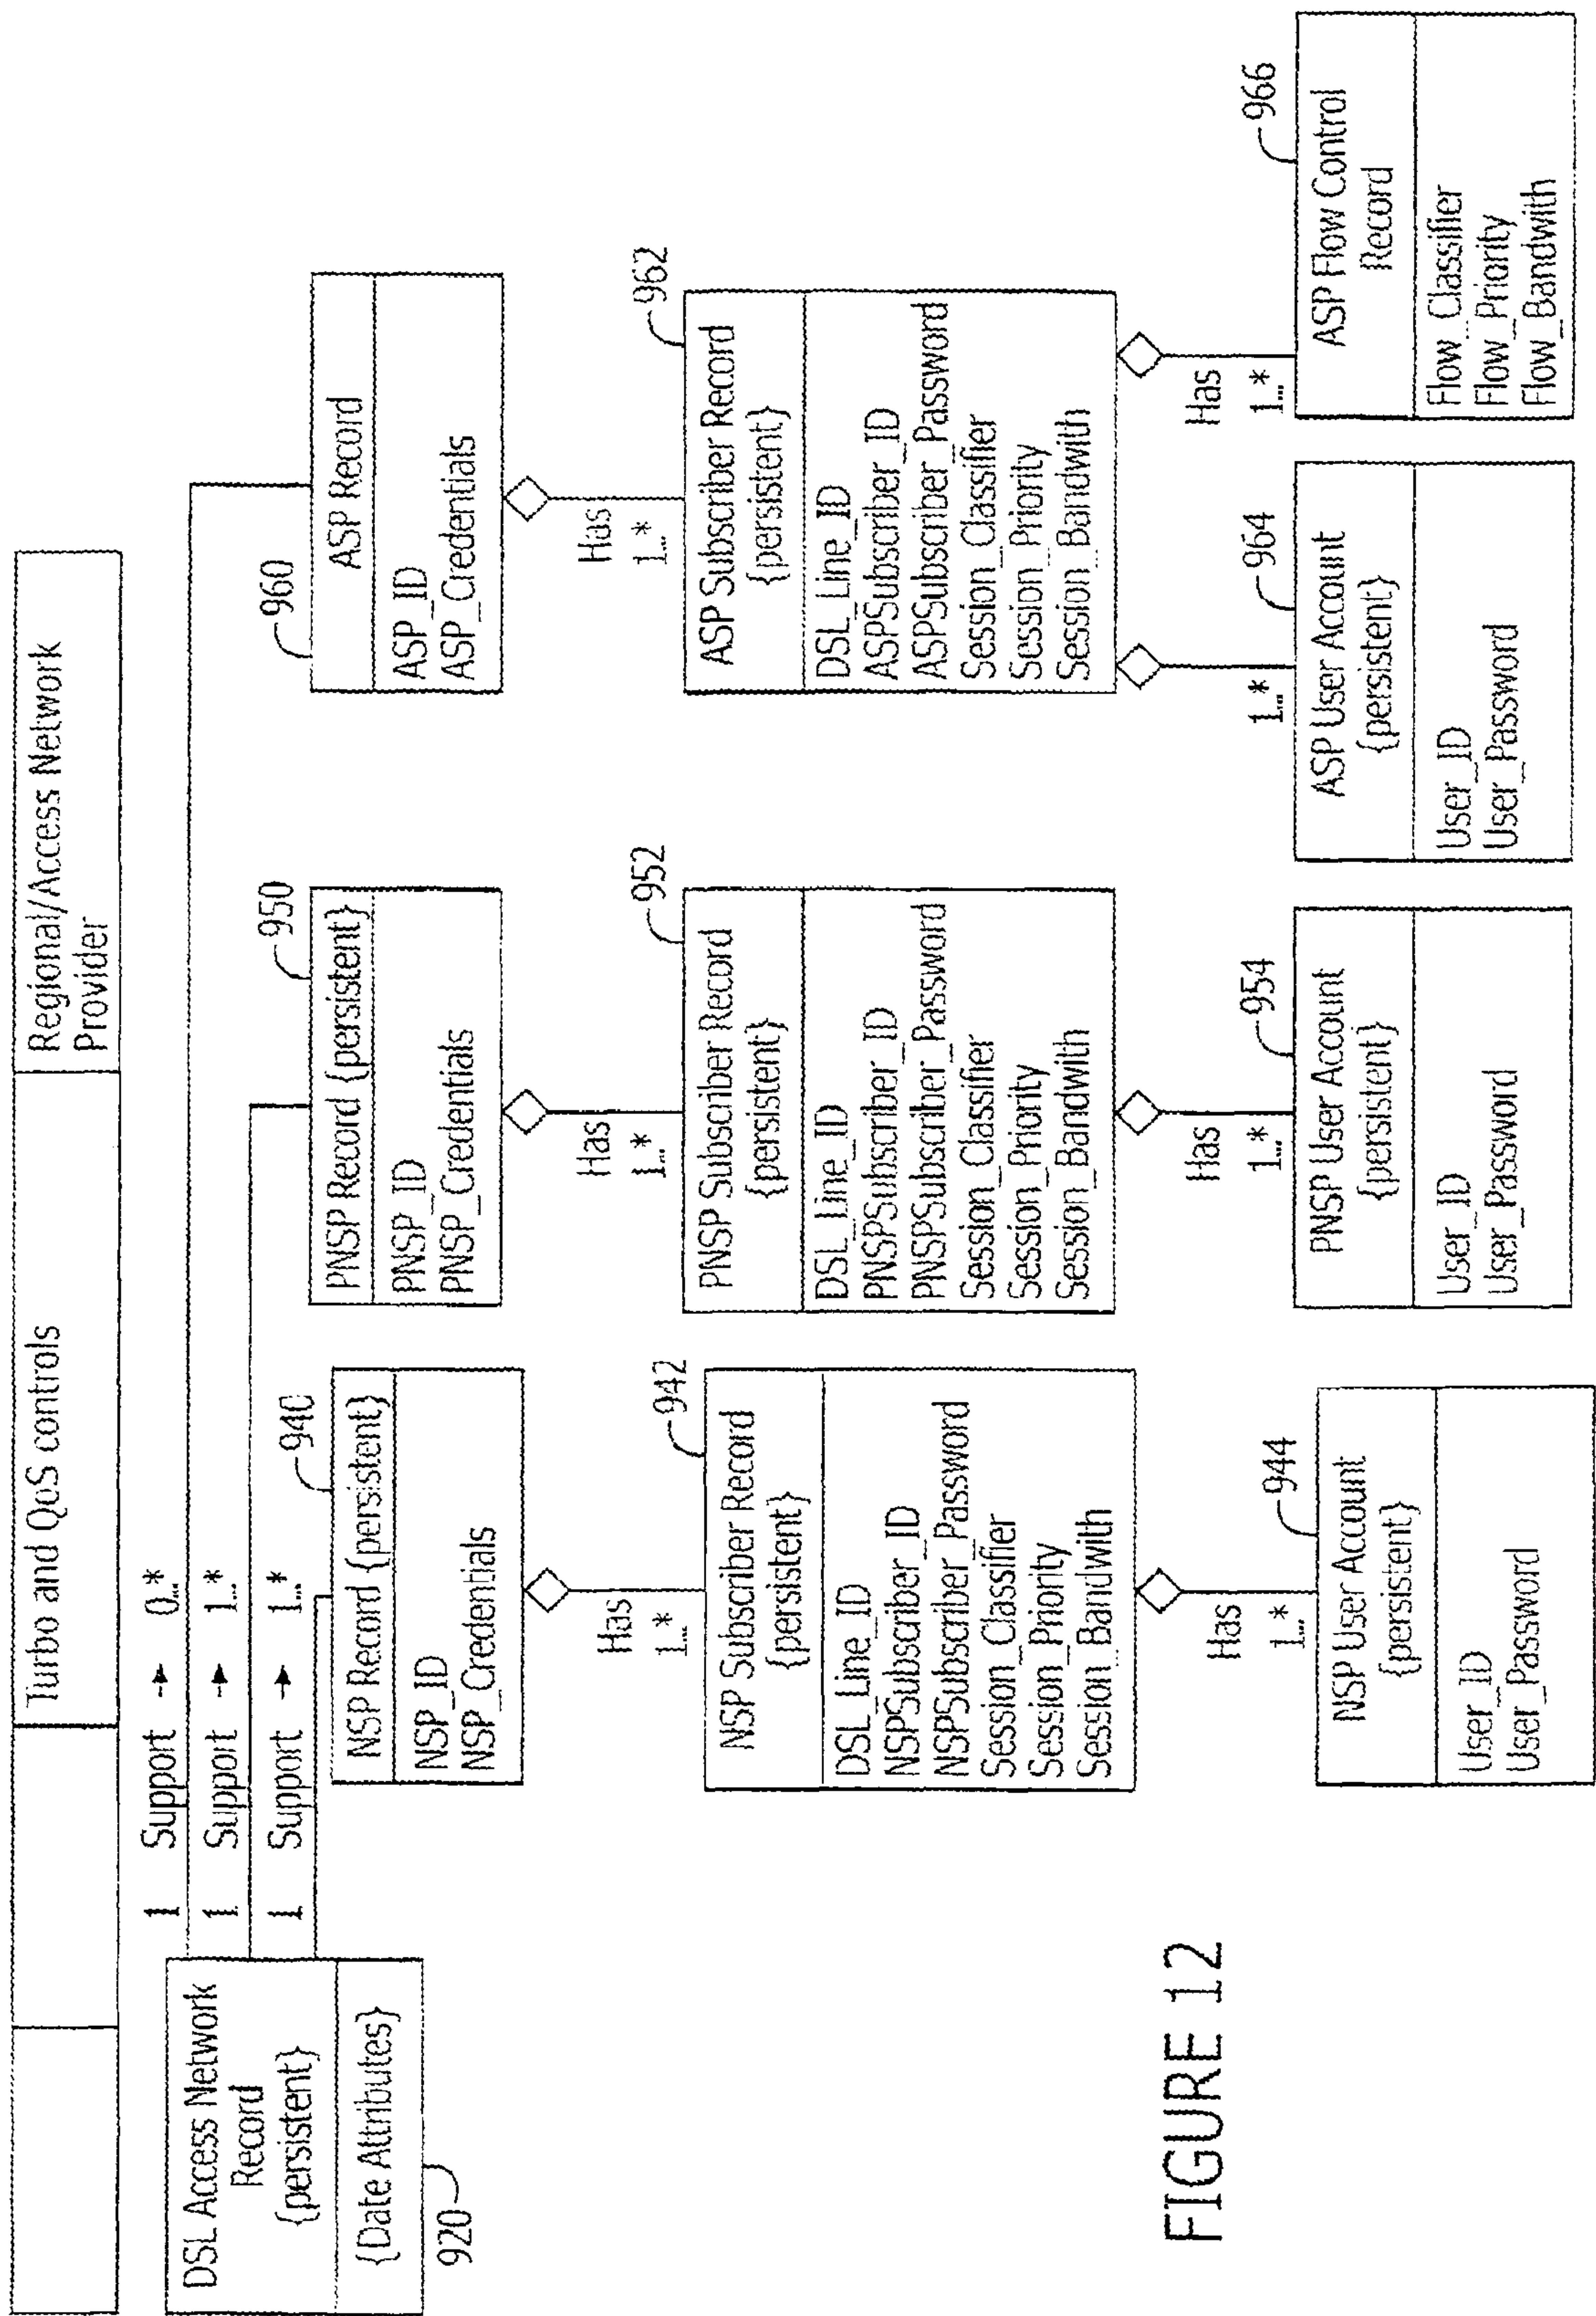 Turbo and QoS controls
Regional/Access Network
Provider
1 Support 0...*
1 Support 1...*
1 Support 1...*
DSL Access Network
Record
{persistent}
{Date Attributes}
920
940
NSP Record {persistent}
NSP_ID
NSP_Credentials
Has
1...*
942
NSP Subscriber Record
{persistent}
DSL_Line_ID
NSPSubscriber_ID
NSPSubscriber_Password
Session_Classifier
Session_Priority
Session_Bandwith
Has
1...*
944
NSP User Account
{persistent}
User_ID
User_Password
950
PNSP Record {persistent}
PNSP_ID
PNSP_Credentials
Has
1...*
952
PNSP Subscriber Record
{persistent}
DSL_Line_ID
PNSPSubscriber_ID
PNSPSubscriber_Password
Session_Classifier
Session_Priority
Session_Bandwith
Has
1...*
954
PNSP User Account
{persistent}
User_ID
User_Password
960
ASP Record
ASP_ID
ASP_Credentials
Has
1...*
962
ASP Subscriber Record
{persistent}
DSL_Line_ID
ASPSubscriber_ID
ASPSubscriber_Password
Session_Classifier
Session_Priority
Session_Bandwith
1...*
964
ASP User Account
{persistent}
User_ID
User_Password
Has
1...*
966
ASP Flow Control
Record
Flow_Classifier
Flow_Priority
Flow_Bandwith
FIGURE 12